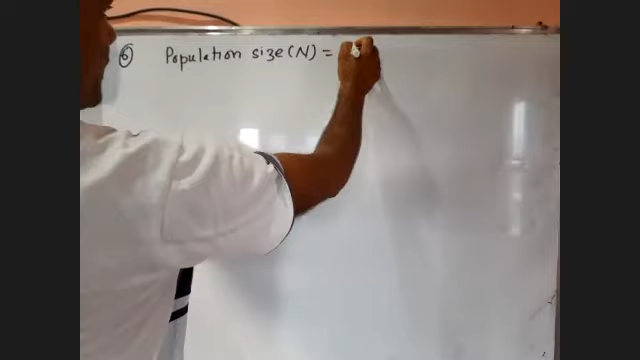 ⑥ Population size (N) =